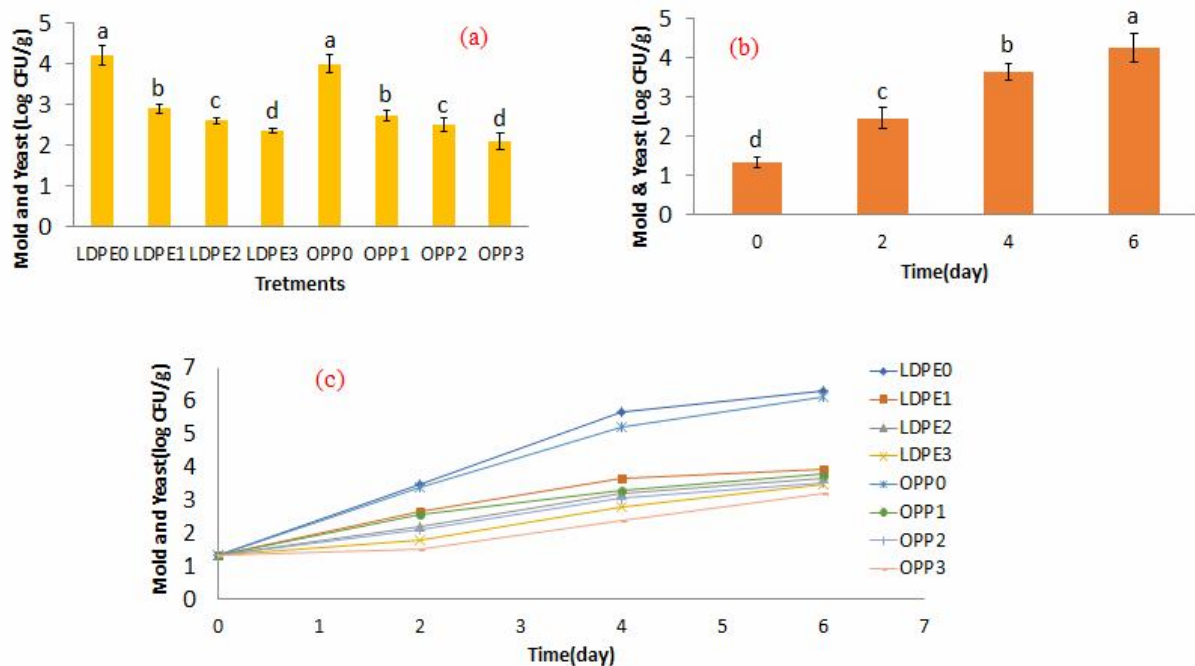 Mold and Yeast (Log CFU/g)
5
4
3
2
1
0
a
b
c
d
a
b
c
d
(a)
LDPE0 LDPE1 LDPE2 LDPE3 OPP0 OPP1 OPP2 OPP3
Tretments
Mold & Yeast (Log CFU/g)
5
4
3
2
1
0
(b)
d
c
b
a
0 2 4 6
Time(day)
Mold and Yeast(log CFU/g)
7
6
5
4
3
2
1
0
(c)
0 1 2 3 4 5 6 7
Time(day)
LDPE0
LDPE1
LDPE2
LDPE3
OPP0
OPP1
OPP2
OPP3